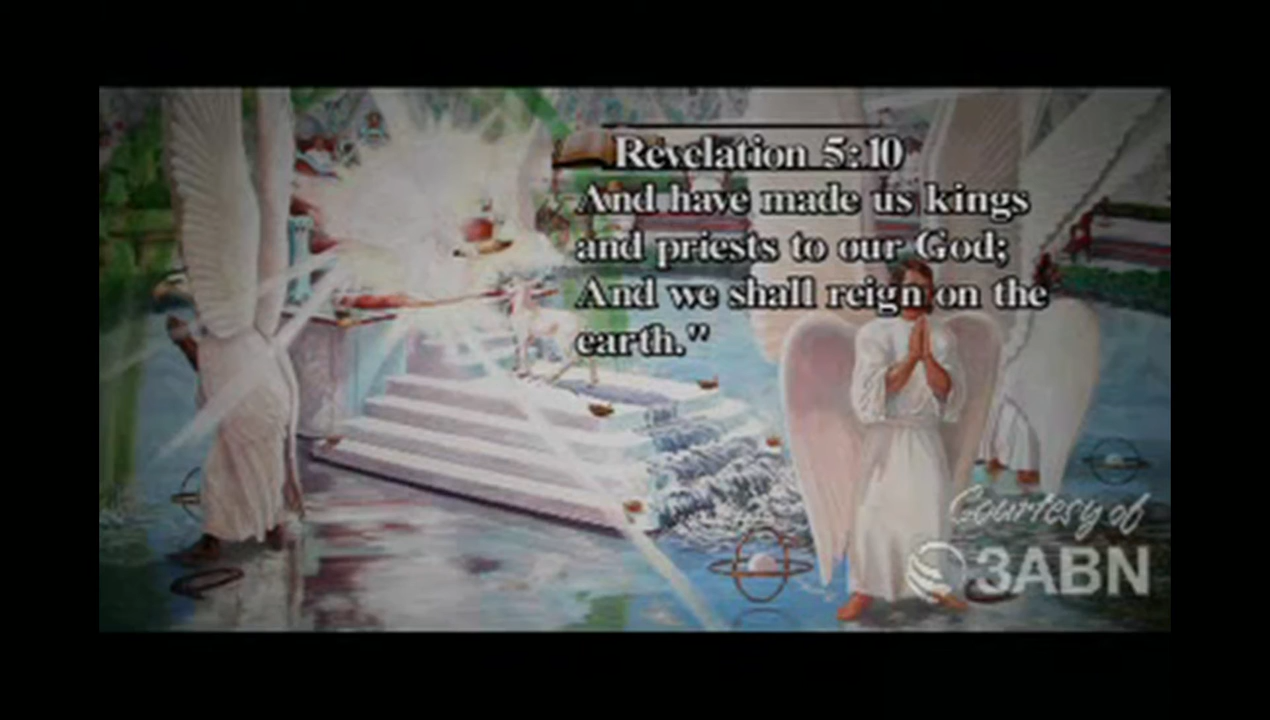 Revelation 5:10
And have made us kings
and priests to our God;
And we shall reign on the
earth."
Courtesy of
3ABN